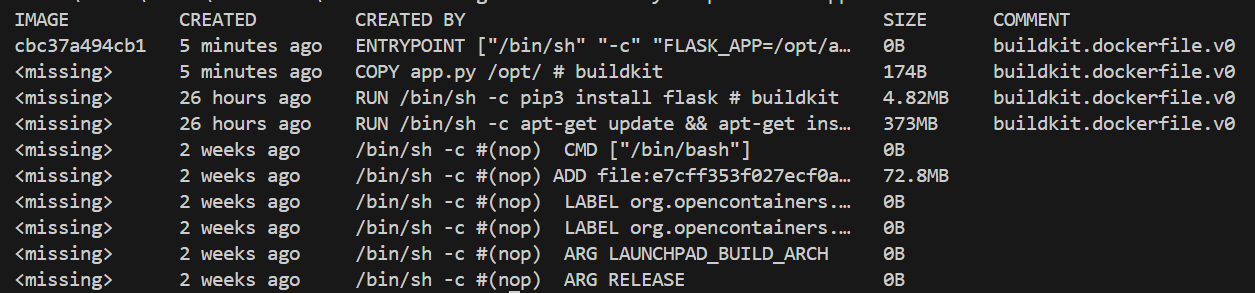 IMAGE CREATED CREATED BY SIZE COMMENT
cbc37a494cb1 5 minutes ago ENTRYPOINT ["/bin/sh" "-c" "FLASK_APP=/opt/a… 0B buildkit.dockerfile.v0
<missing> 5 minutes ago COPY app.py /opt/ # buildkit 174B buildkit.dockerfile.v0
<missing> 26 hours ago RUN /bin/sh -c pip3 install flask # buildkit 4.82MB buildkit.dockerfile.v0
<missing> 26 hours ago RUN /bin/sh -c apt-get update && apt-get ins… 373MB buildkit.dockerfile.v0
<missing> 2 weeks ago /bin/sh -c #(nop) CMD ["/bin/bash"] 0B
<missing> 2 weeks ago /bin/sh -c #(nop) ADD file:e7cff353f027ecf0a… 72.8MB
<missing> 2 weeks ago /bin/sh -c #(nop) LABEL org.opencontainers.… 0B
<missing> 2 weeks ago /bin/sh -c #(nop) LABEL org.opencontainers.… 0B
<missing> 2 weeks ago /bin/sh -c #(nop) ARG LAUNCHPAD_BUILD_ARCH 0B
<missing> 2 weeks ago /bin/sh -c #(nop) ARG RELEASE 0B